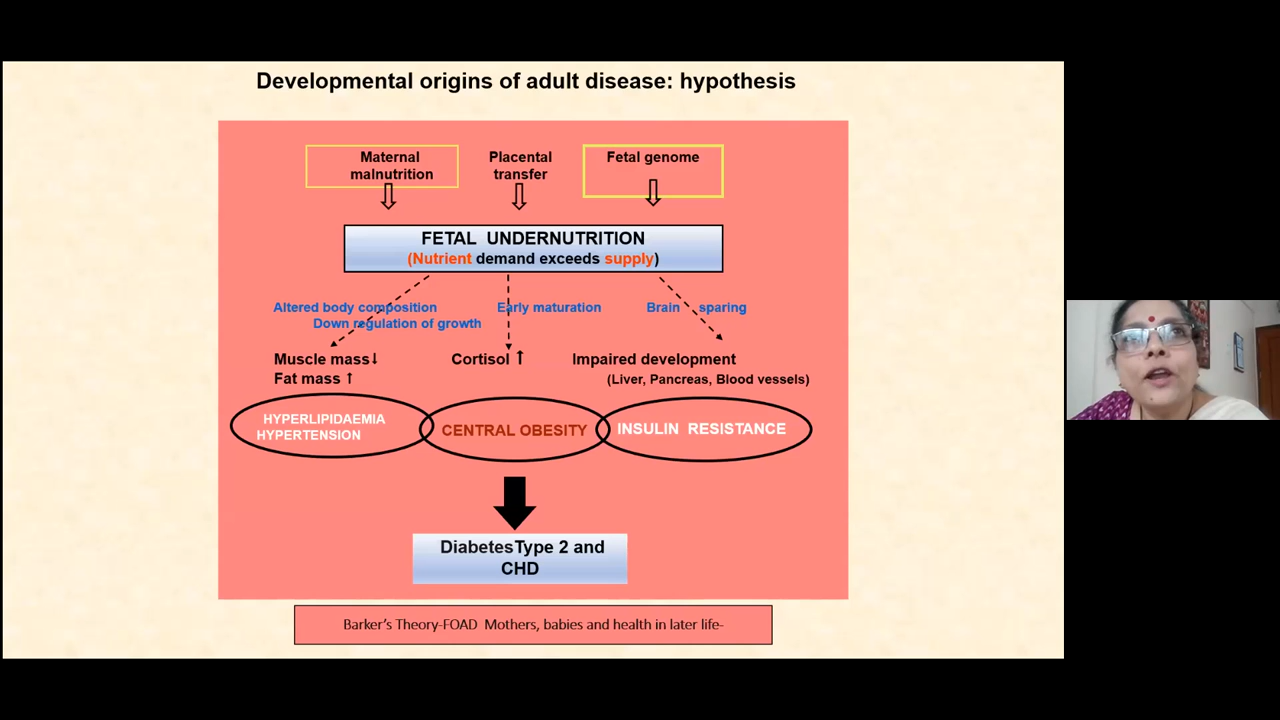 Developmental origins of adult disease: hypothesis
Maternal
malnutrition
Placental
transfer
Fetal genome
FETAL UNDERNUTRITION
(Nutrient demand exceeds supply)
Altered body composition
Down regulation of growth
Early maturation
Brain sparing
Muscle mass↓
Fat mass ↑
Cortisol ↑
Impaired development
(Liver, Pancreas, Blood vessels)
HYPERLIPIDAEMIA
HYPERTENSION
CENTRAL OBESITY
INSULIN RESISTANCE
DiabetesType 2 and
CHD
Barker's Theory-FOAD Mothers, babies and health in later life-